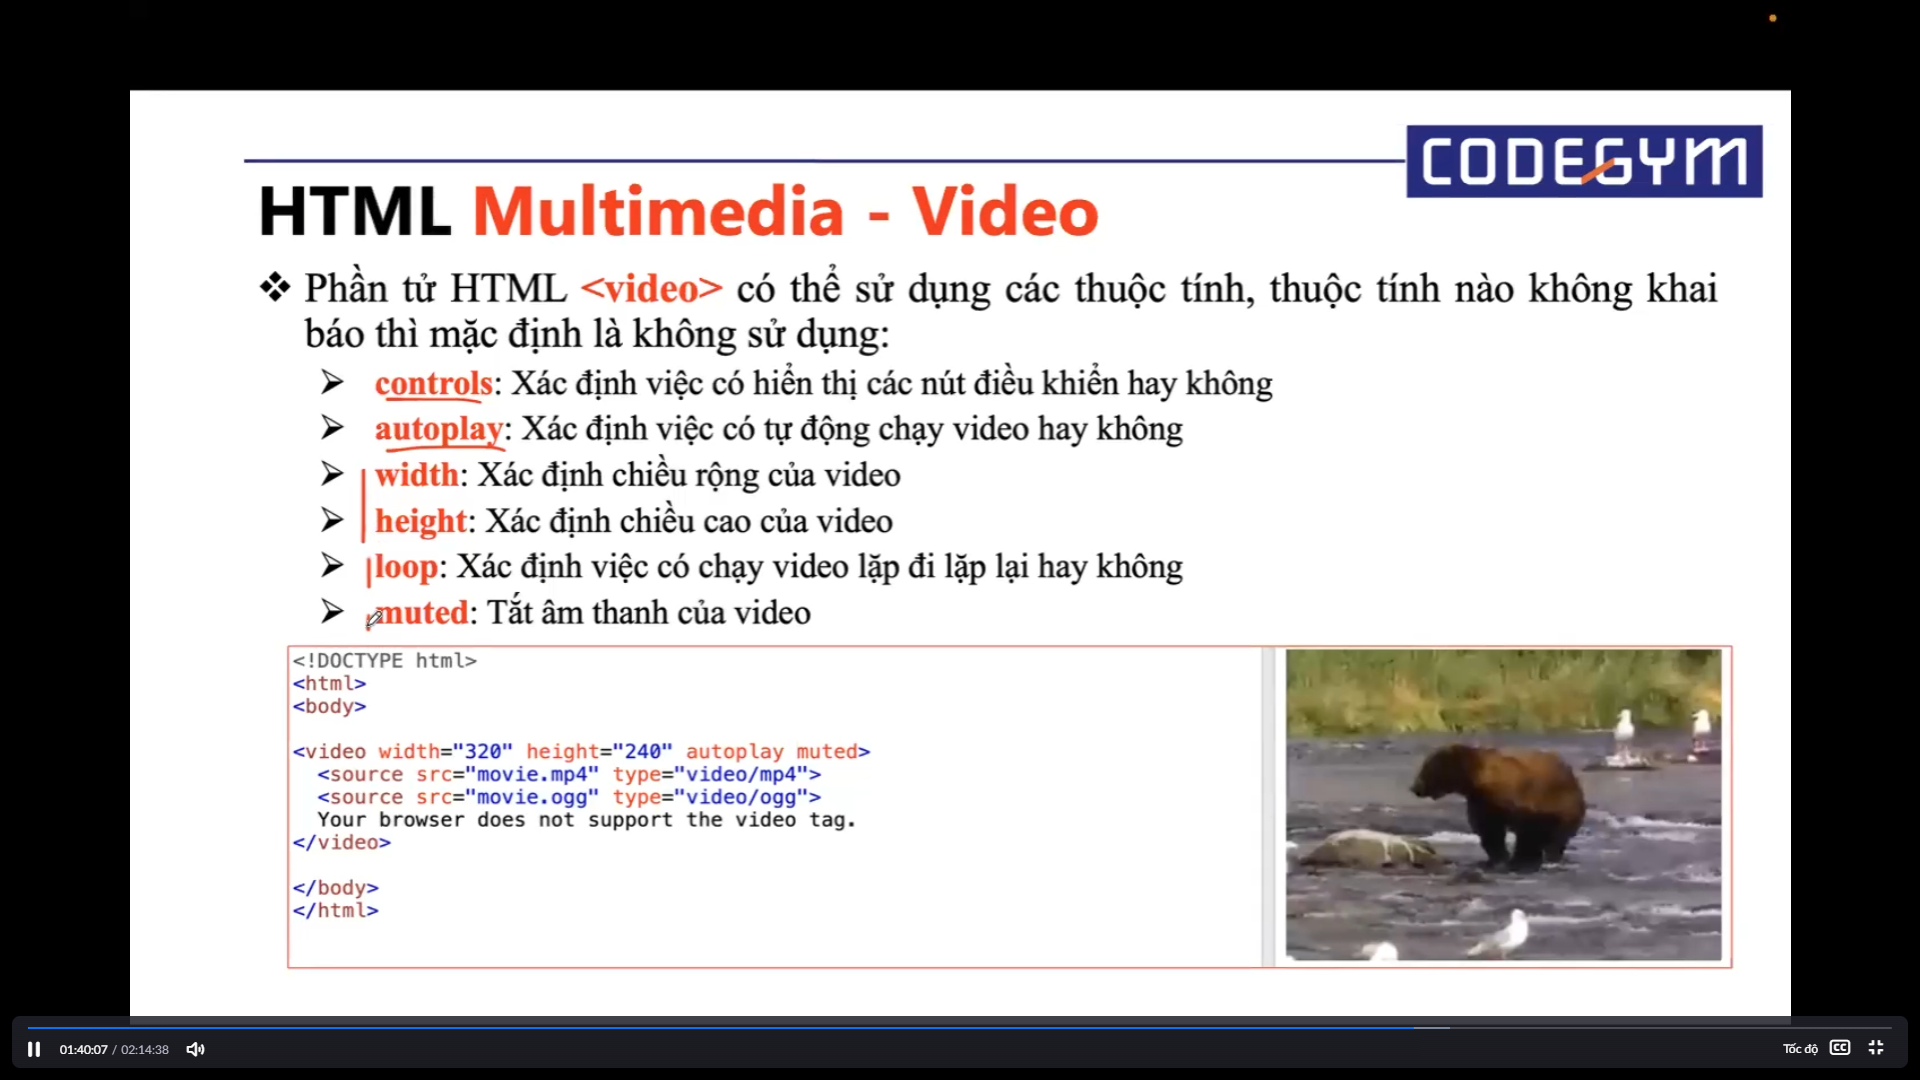 CODEGYM
HTML Multimedia - Video
❖ Phần tử HTML <video> có thể sử dụng các thuộc tính, thuộc tính nào không khai
báo thì mặc định là không sử dụng:
➢ controls: Xác định việc có hiển thị các nút điều khiển hay không
➢ autoplay: Xác định việc có tự động chạy video hay không
➢ width: Xác định chiều rộng của video
➢ height: Xác định chiều cao của video
➢ loop: Xác định việc có chạy video lặp đi lặp lại hay không
➢ muted: Tắt âm thanh của video
<!DOCTYPE html>
<html>
<body>
<video width="320" height="240" autoplay muted>
<source src="movie.mp4" type="video/mp4">
<source src="movie.ogg" type="video/ogg">
Your browser does not support the video tag.
</video>
</body>
</html>
01:40:07 / 02:14:38
Tốc độ
CC